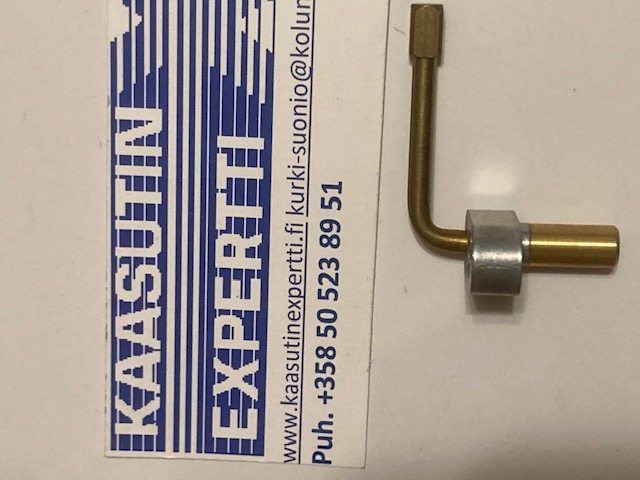 KAASUTIN
EXPERTTI
www.kaasutinexpertti.fi kurki-suonio@kolum
Puh. +358 50 523 89 51